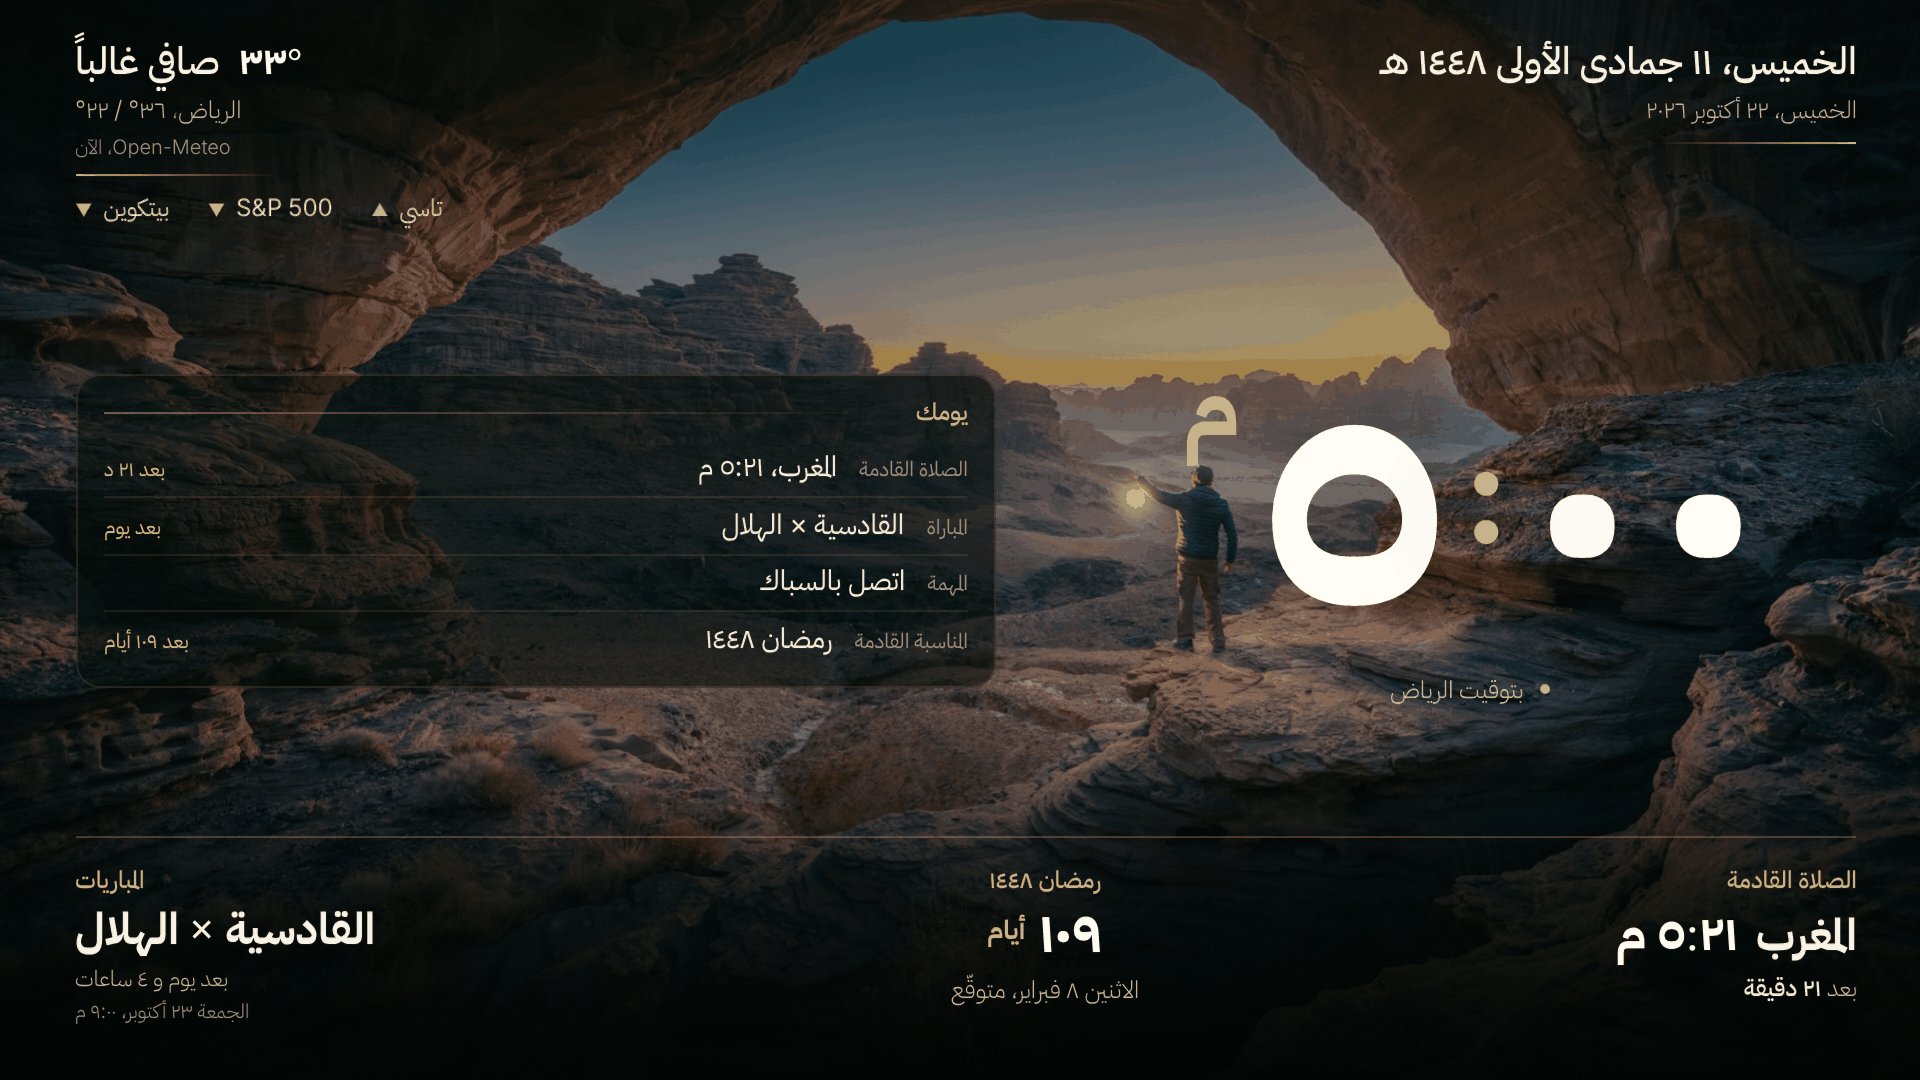 الخميس، ١١ جمادى الأولى ١٤٤٨ هـ
الخميس، ٢٢ أكتوبر ٢٠٢٦
٣٣° صافي غالباً
الرياض، ٣٦° / ٢٢°
Open-Meteo، الآن
تاسي ▲ S&P 500 ▼ بيتكوين ▼
٥:٠٠ م
بتوقيت الرياض
يومك
الصلاة القادمة المغرب، ٥:٢١ م بعد ٢١ د
المباراة القادسية × الهلال بعد يوم
المهمة اتصل بالسباك
المناسبة القادمة رمضان ١٤٤٨ بعد ١٠٩ أيام
الصلاة القادمة
المغرب ٥:٢١ م
بعد ٢١ دقيقة
رمضان ١٤٤٨
١٠٩ أيام
الاثنين ٨ فبراير، متوقّع
المباريات
القادسية × الهلال
بعد يوم و ٤ ساعات
الجمعة ٢٣ أكتوبر، ٩:٠٠ م